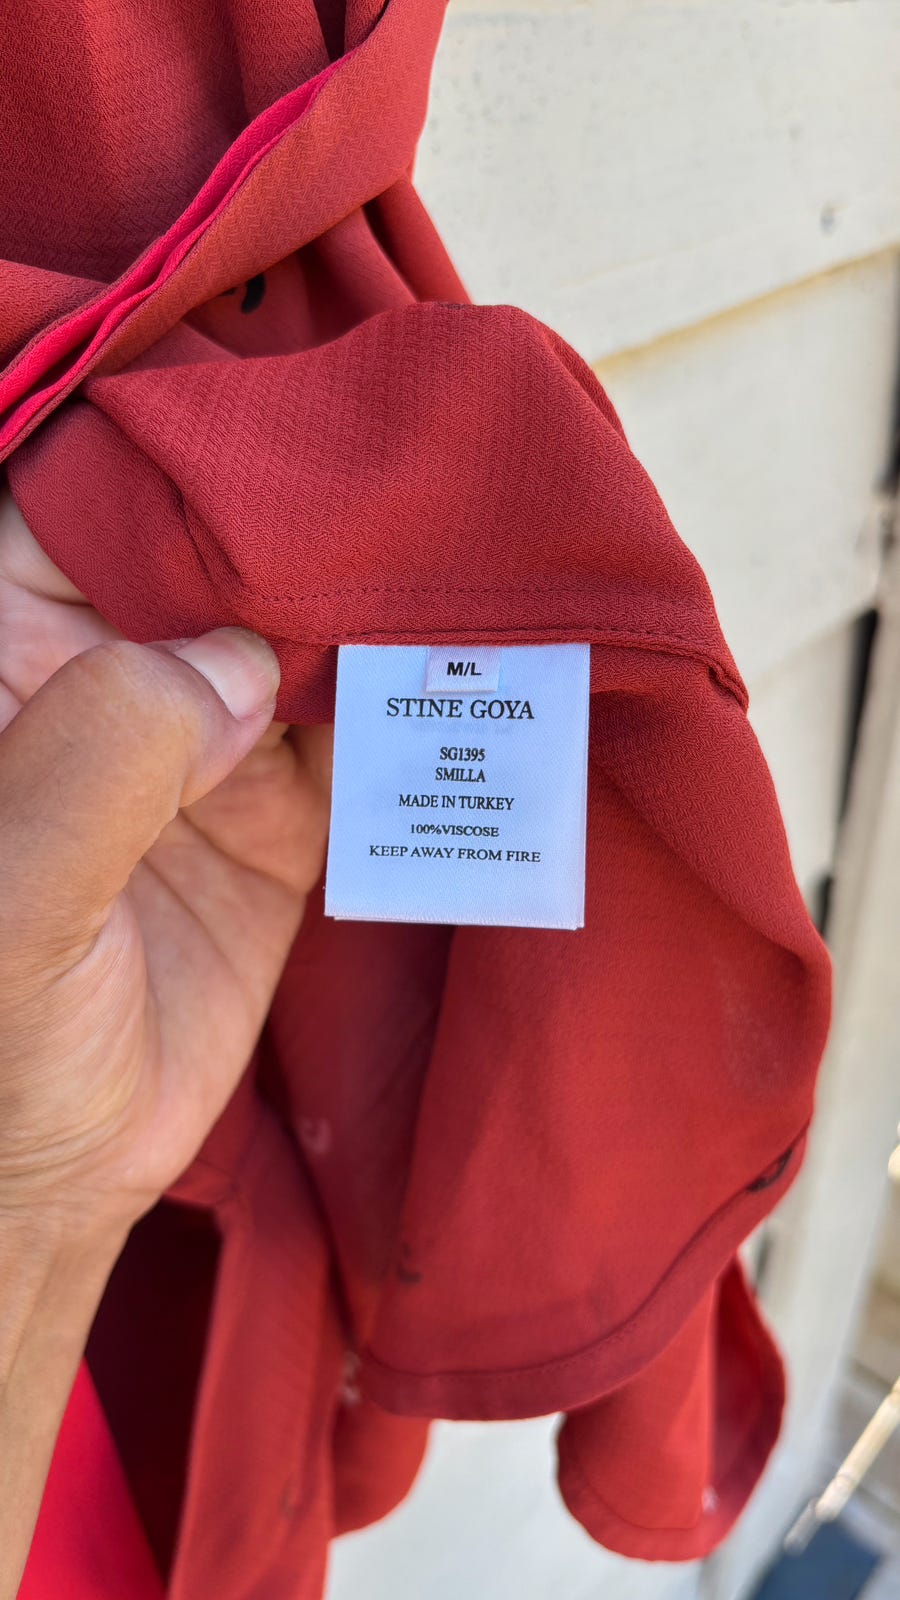 M/L
STINE GOYA
SG1395
SMILLA
MADE IN TURKEY
100%VISCOSE
KEEP AWAY FROM FIRE